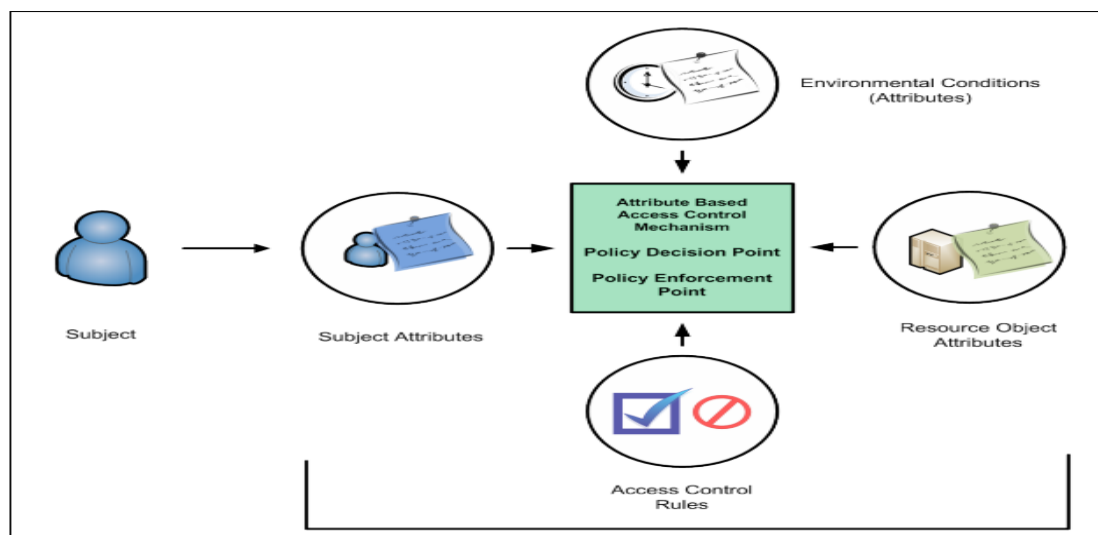 Environmental Conditions
(Attributes)
Attribute Based
Access Control
Mechanism
Policy Decision Point
Policy Enforcement
Point
Subject
Subject Attributes
Resource Object
Attributes
Access Control
Rules